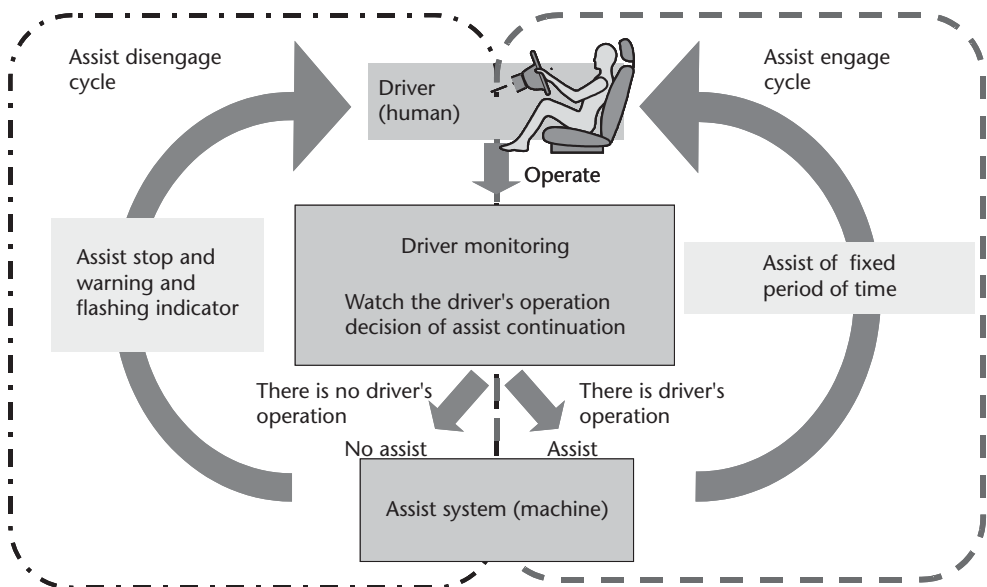 Assist disengage
cycle
Assist engage
cycle
Driver
(human)
Operate
Assist stop and
warning and
flashing indicator
Driver monitoring
Watch the driver's operation
decision of assist continuation
Assist of fixed
period of time
There is no driver's
operation
There is driver's
operation
No assist
Assist
Assist system (machine)